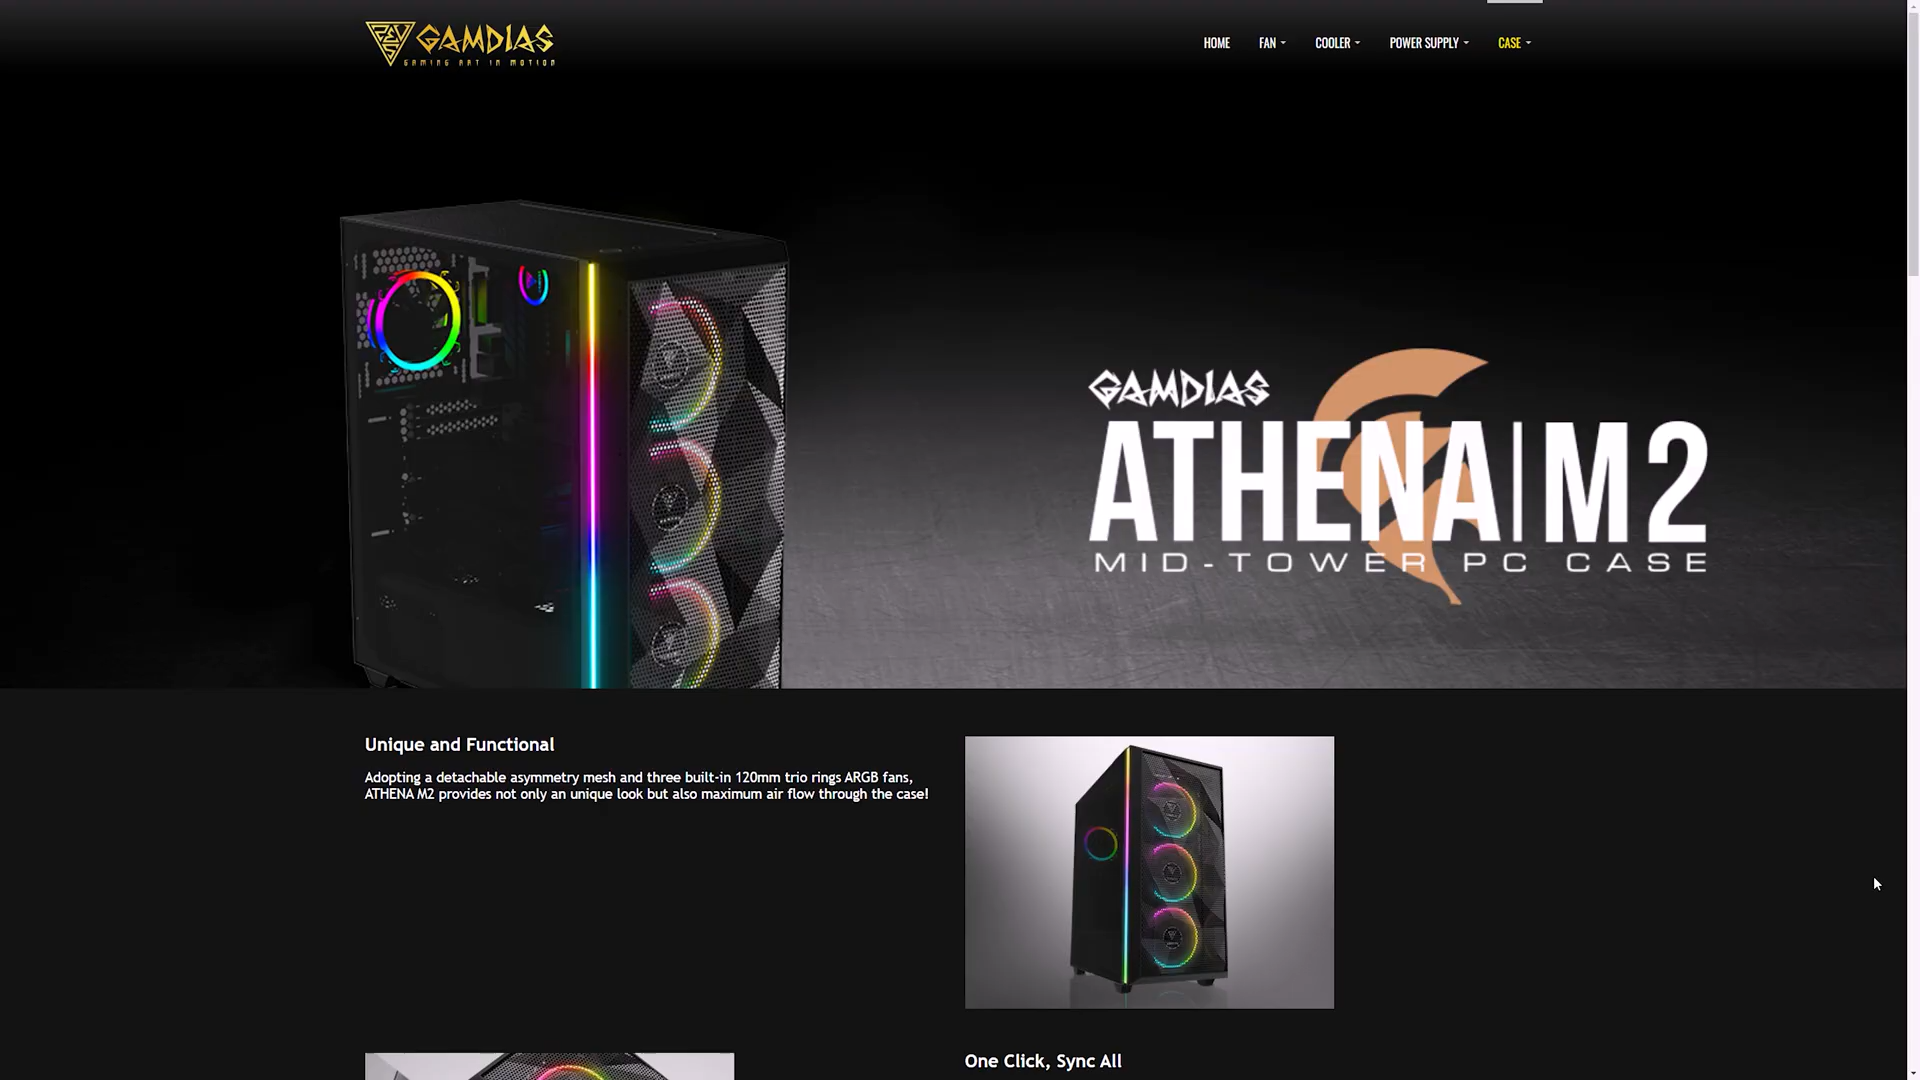 GAMDIAS
GAMING ART IN MOTION
HOME FAN COOLER POWER SUPPLY CASE
GAMDIAS
ATHENA|M2
MID-TOWER PC CASE
Unique and Functional
Adopting a detachable asymmetry mesh and three built-in 120mm trio rings ARGB fans,
ATHENA M2 provides not only an unique look but also maximum air flow through the case!
One Click, Sync All